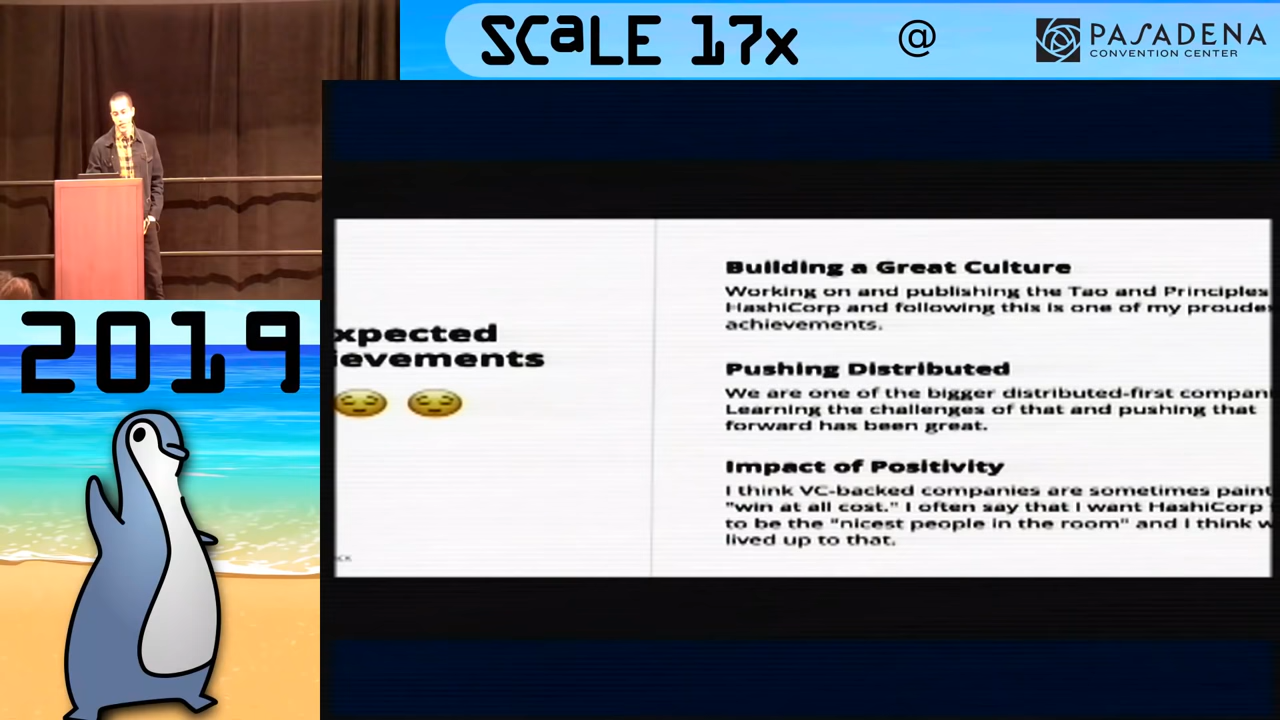 SCaLE 17x @ PASADENA
CONVENTION CENTER
2019
xpected
ievements
Building a Great Culture
Working on and publishing the Tao and Principles
HashiCorp and following this is one of my proudes
achievements.
Pushing Distributed
We are one of the bigger distributed-first compani
Learning the challenges of that and pushing that
forward has been great.
Impact of Positivity
I think VC-backed companies are sometimes paint
"win at all cost." I often say that I want HashiCorp
to be the "nicest people in the room" and I think w
lived up to that.